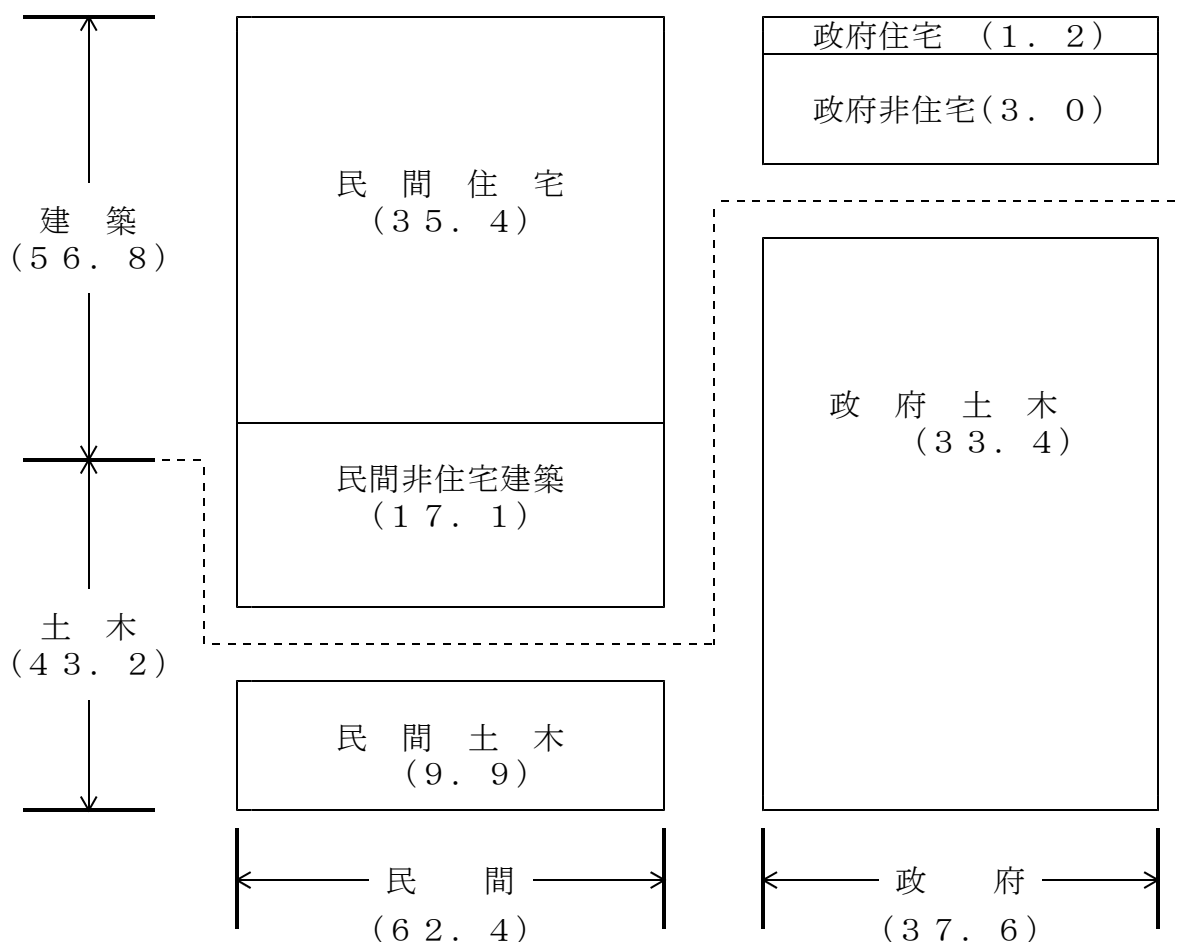 政府住宅　（１．２）
政府非住宅（３．０）
民　間　住　宅
（３５．４）
建　築
（５６．８）
政　府　土　木
（３３．４）
民間非住宅建築
（１７．１）
土　木
（４３．２）
民　間　土　木
（９．９）
民　　間
（６２．４）
政　　府
（３７．６）